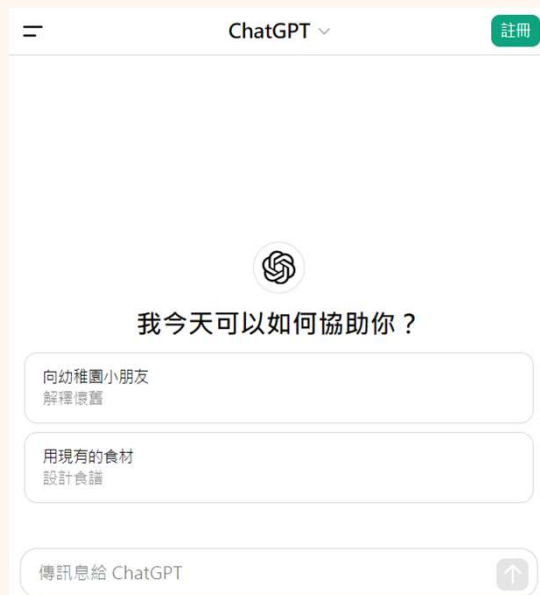 ChatGPT
註冊
我今天可以如何協助你？
向幼稚園小朋友
解釋懷舊
用現有的食材
設計食譜
傳訊息給 ChatGPT